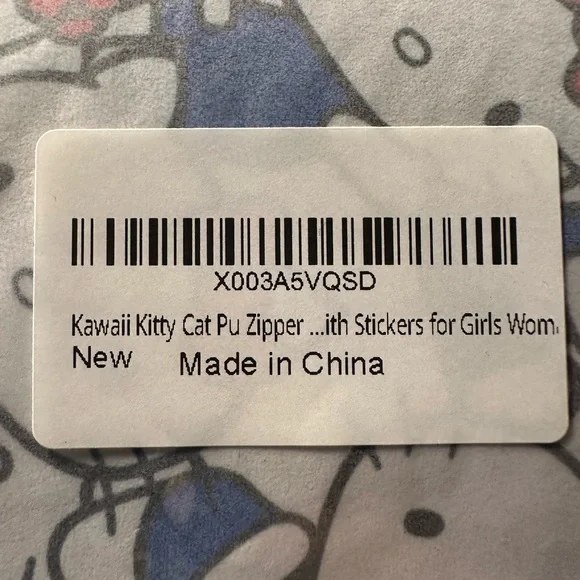 X003A5VQSD
Kawaii Kitty Cat Pu Zipper ...ith Stickers for Girls Wom
New Made in China